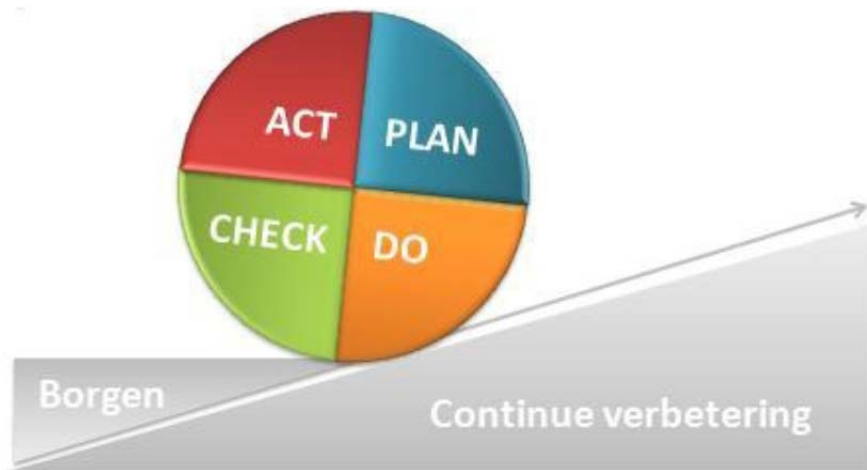 ACT
PLAN
CHECK
DO
Borgen
Continue verbetering